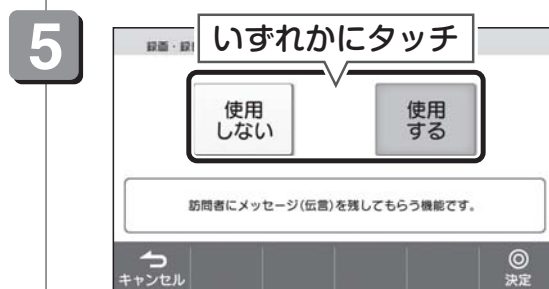 5
いずれかにタッチ
録画・録
使用
しない
使用
する
訪問者にメッセージ(伝言)を残してもらう機能です。
キャンセル
決定